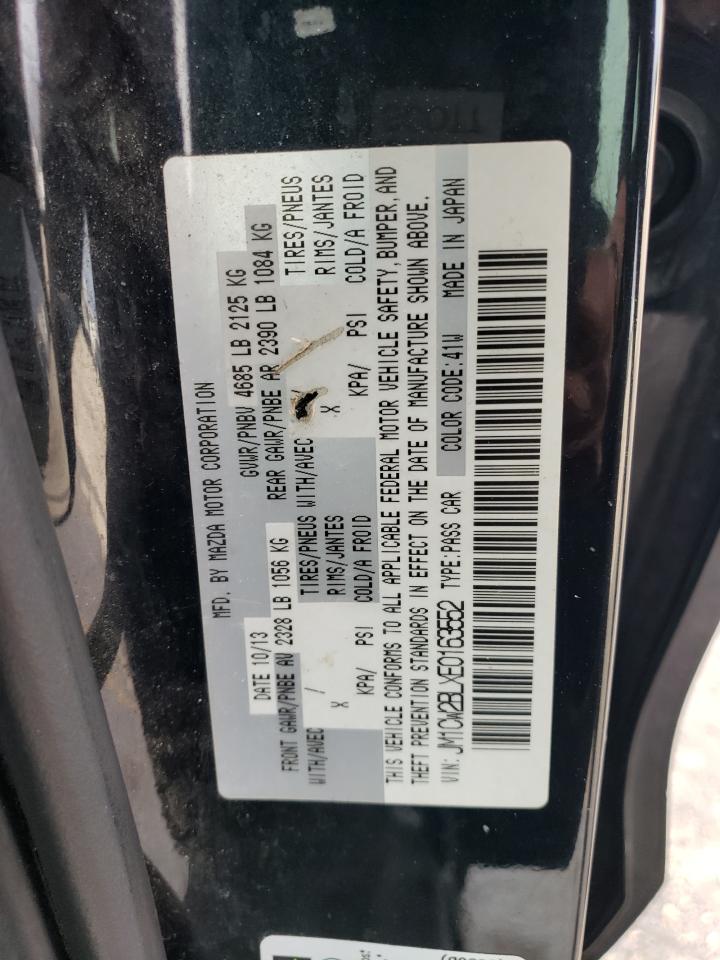 MFD. BY MAZDA MOTOR CORPORATION
DATE 10/13 GVWR/PNBV 4685 LB 2125 KG
FRONT GAWR/PNBE AV 2328 LB 1056 KG REAR GAWR/PNBE AR 2390 LB 1084 KG
WITH/AVEC / TIRES/PNEUS WITH/AVEC TIRES/PNEUS
X RIMS/JANTES X RIMS/JANTES
KPA/ PSI COLD/A FROID KPA/ PSI COLD/A FROID
THIS VEHICLE CONFORMS TO ALL APPLICABLE FEDERAL MOTOR VEHICLE SAFETY, BUMPER, AND
THEFT PREVENTION STANDARDS IN EFFECT ON THE DATE OF MANUFACTURE SHOWN ABOVE.
VIN: JM1CW2BLXE0163552 TYPE:PASS CAR COLOR CODE:41W MADE IN JAPAN